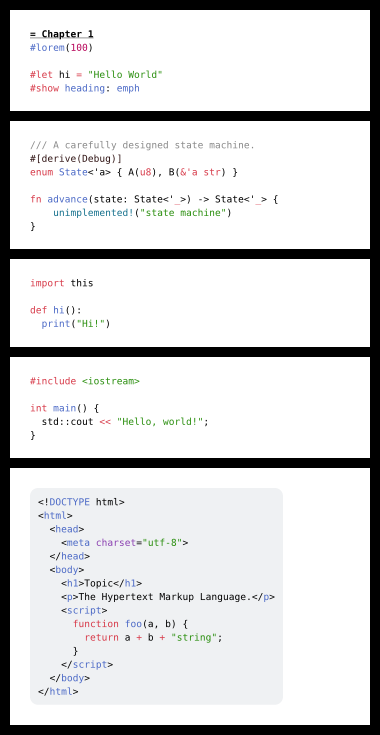 = Chapter 1
#lorem(100)
#let hi = "Hello World"
#show heading: emph
/// A carefully designed state machine.
#[derive(Debug)]
enum State<'a> { A(u8), B(&'a str) }
fn advance(state: State<'_>) -> State<'_> {
    unimplemented!("state machine")
}
import this
def hi():
  print("Hi!")
#include <iostream>
int main() {
  std::cout << "Hello, world!";
}
<!DOCTYPE html>
<html>
  <head>
    <meta charset="utf-8">
  </head>
  <body>
    <h1>Topic</h1>
    <p>The Hypertext Markup Language.</p>
    <script>
      function foo(a, b) {
        return a + b + "string";
      }
    </script>
  </body>
</html>